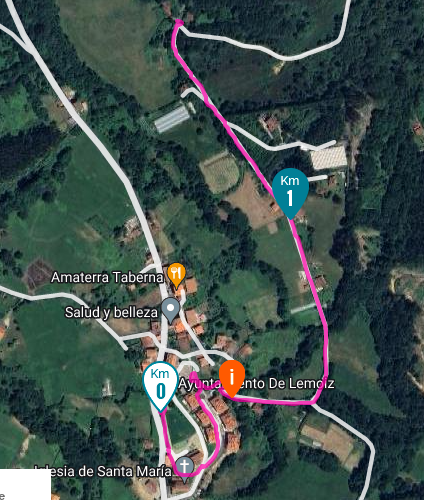 Km
1
Amaterra Taberna
Salud y belleza
Km
0
Ayuntamiento De Lemoiz
i
Iglesia de Santa María...
e